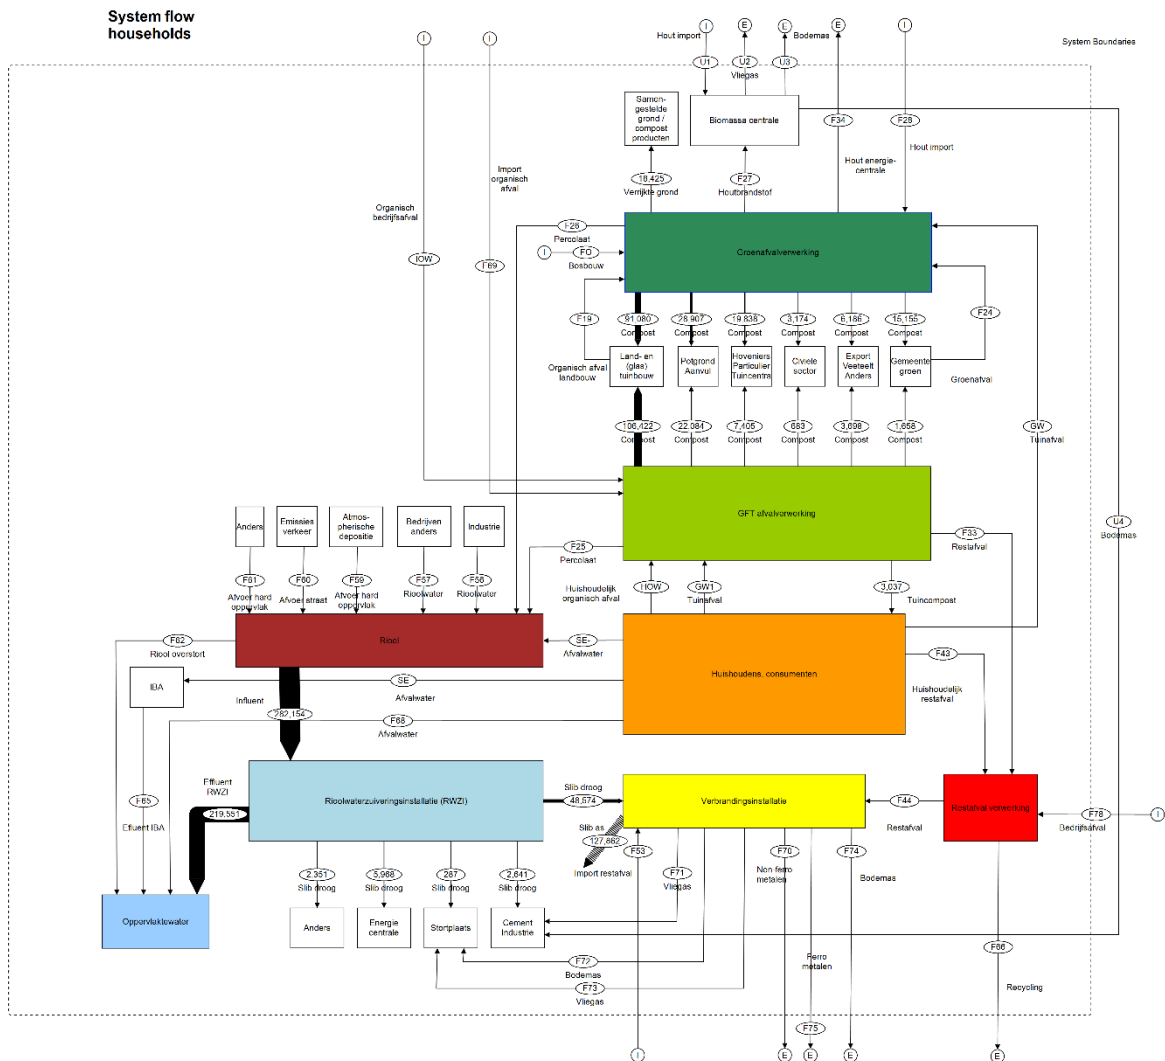 System flow
households
System Boundaries
I
I
I
E
E
E
I
Hout import
Bodemas
U1
U2
U3
Vliegas
Samen-
gestelde
grond /
compost
producten
Biomassa centrale
F34
F28
Hout import
Hout energie-
centrale
Import
organisch
afval
Organisch
bedrijfsafval
18,425
Verrijkte grond
F27
Houtbrandstof
F26
Percolaat
I
FO
Bosbouw
Groenafvalverwerking
IOW
F69
F19
F24
91,080
Compost
28,907
Compost
19,838
Compost
3,174
Compost
6,186
Compost
15,155
Compost
Organisch afval
landbouw
Land- en
(glas)
tuinbouw
Potgrond
Aanvul
Hoveniers
Particulier
Tuincentra
Civiele
sector
Export
Veeteelt
Anders
Gemeente
groen
Groenafval
106,422
Compost
22,084
Compost
7,405
Compost
683
Compost
3,698
Compost
1,658
Compost
GW
Tuinafval
GFT afvalverwerking
Anders
Emissies
verkeer
Atmos-
pherische
depositie
Bedrijven
anders
Industrie
U4
Bodemas
F33
Restafval
F25
Percolaat
F61
Afvoer hard
oppervlak
F60
Afvoer straat
F59
Afvoer hard
oppervlak
F57
Rioolwater
F56
Rioolwater
Huishoudelijk
organisch afval
HOW
GW1
Tuinafval
3,037
Tuincompost
F62
Riool overstort
Riool
SE-
Afvalwater
Huishoudens, consumenten
F43
Huishoudelijk
restafval
IBA
SE
Afvalwater
Influent
282,154
F68
Afvalwater
Effluent
RWZI
219,551
F65
Efluent IBA
Rioolwaterzuiveringsinstallatie (RWZI)
Slib droog
48,674
Slib as
127,862
Import restafval
Verbrandingsinstallatie
F44
Restafval
Restafval verwerking
F78
Bedrijfsafval
I
F53
F71
Vliegas
F70
Non ferro
metalen
F74
Bodemas
2,351
Slib droog
5,968
Slib droog
287
Slib droog
2,641
Slib droog
Oppervlaktewater
Anders
Energie
centrale
Stortplaats
Cement
Industrie
F72
Bodemas
F73
Vliegas
Ferro
metalen
F66
Recycling
F75
I
E
E
E
E